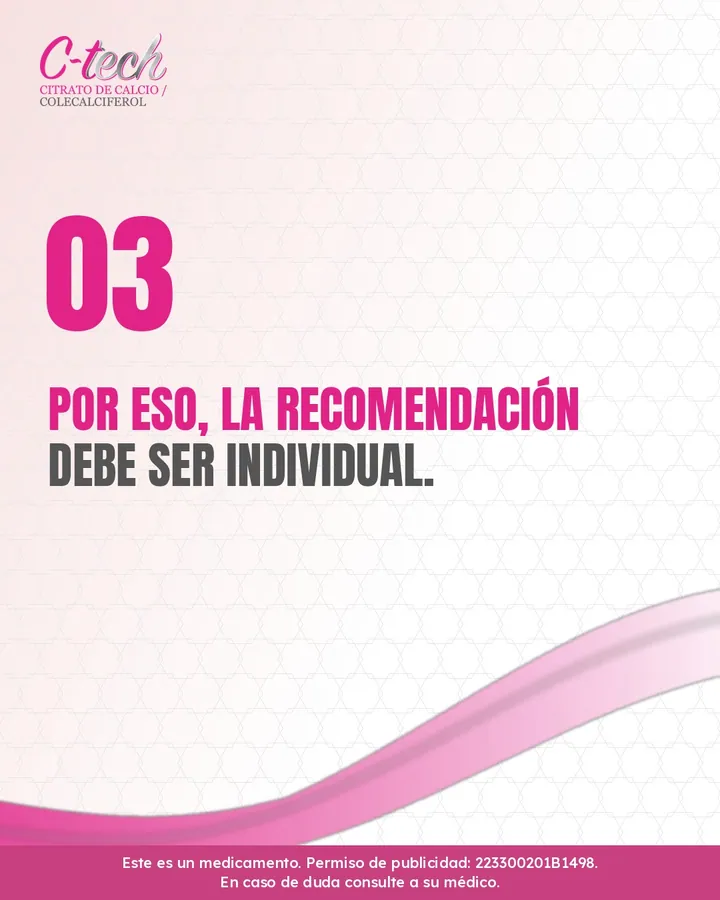 C-tech
CITRATO DE CALCIO /
COLECALCIFEROL
03
POR ESO, LA RECOMENDACIÓN
DEBE SER INDIVIDUAL.
Este es un medicamento. Permiso de publicidad: 223300201B1498.
En caso de duda consulte a su médico.